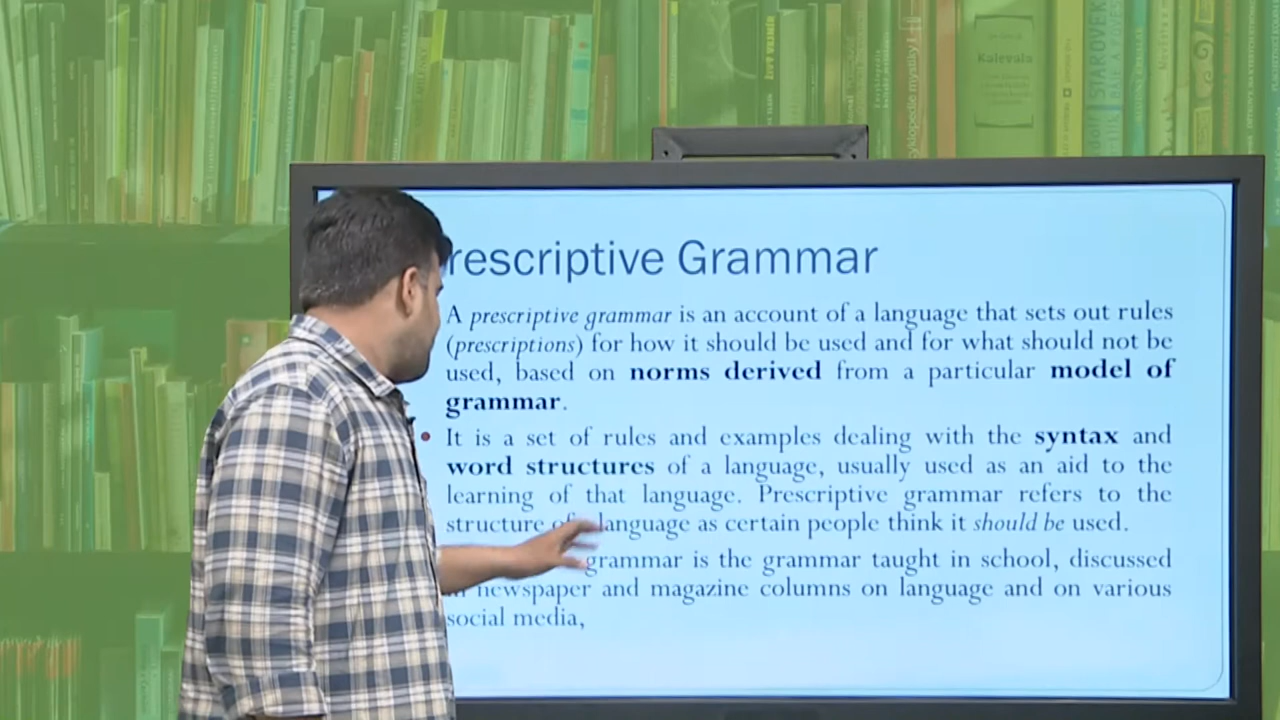 Kalevala
STAROVEK
rescriptive Grammar
A prescriptive grammar is an account of a language that sets out rules
(prescriptions) for how it should be used and for what should not be
used, based on norms derived from a particular model of
grammar.
• It is a set of rules and examples dealing with the syntax and
word structures of a language, usually used as an aid to the
learning of that language. Prescriptive grammar refers to the
structure language as certain people think it should be used.
grammar is the grammar taught in school, discussed
newspaper and magazine columns on language and on various
social media,